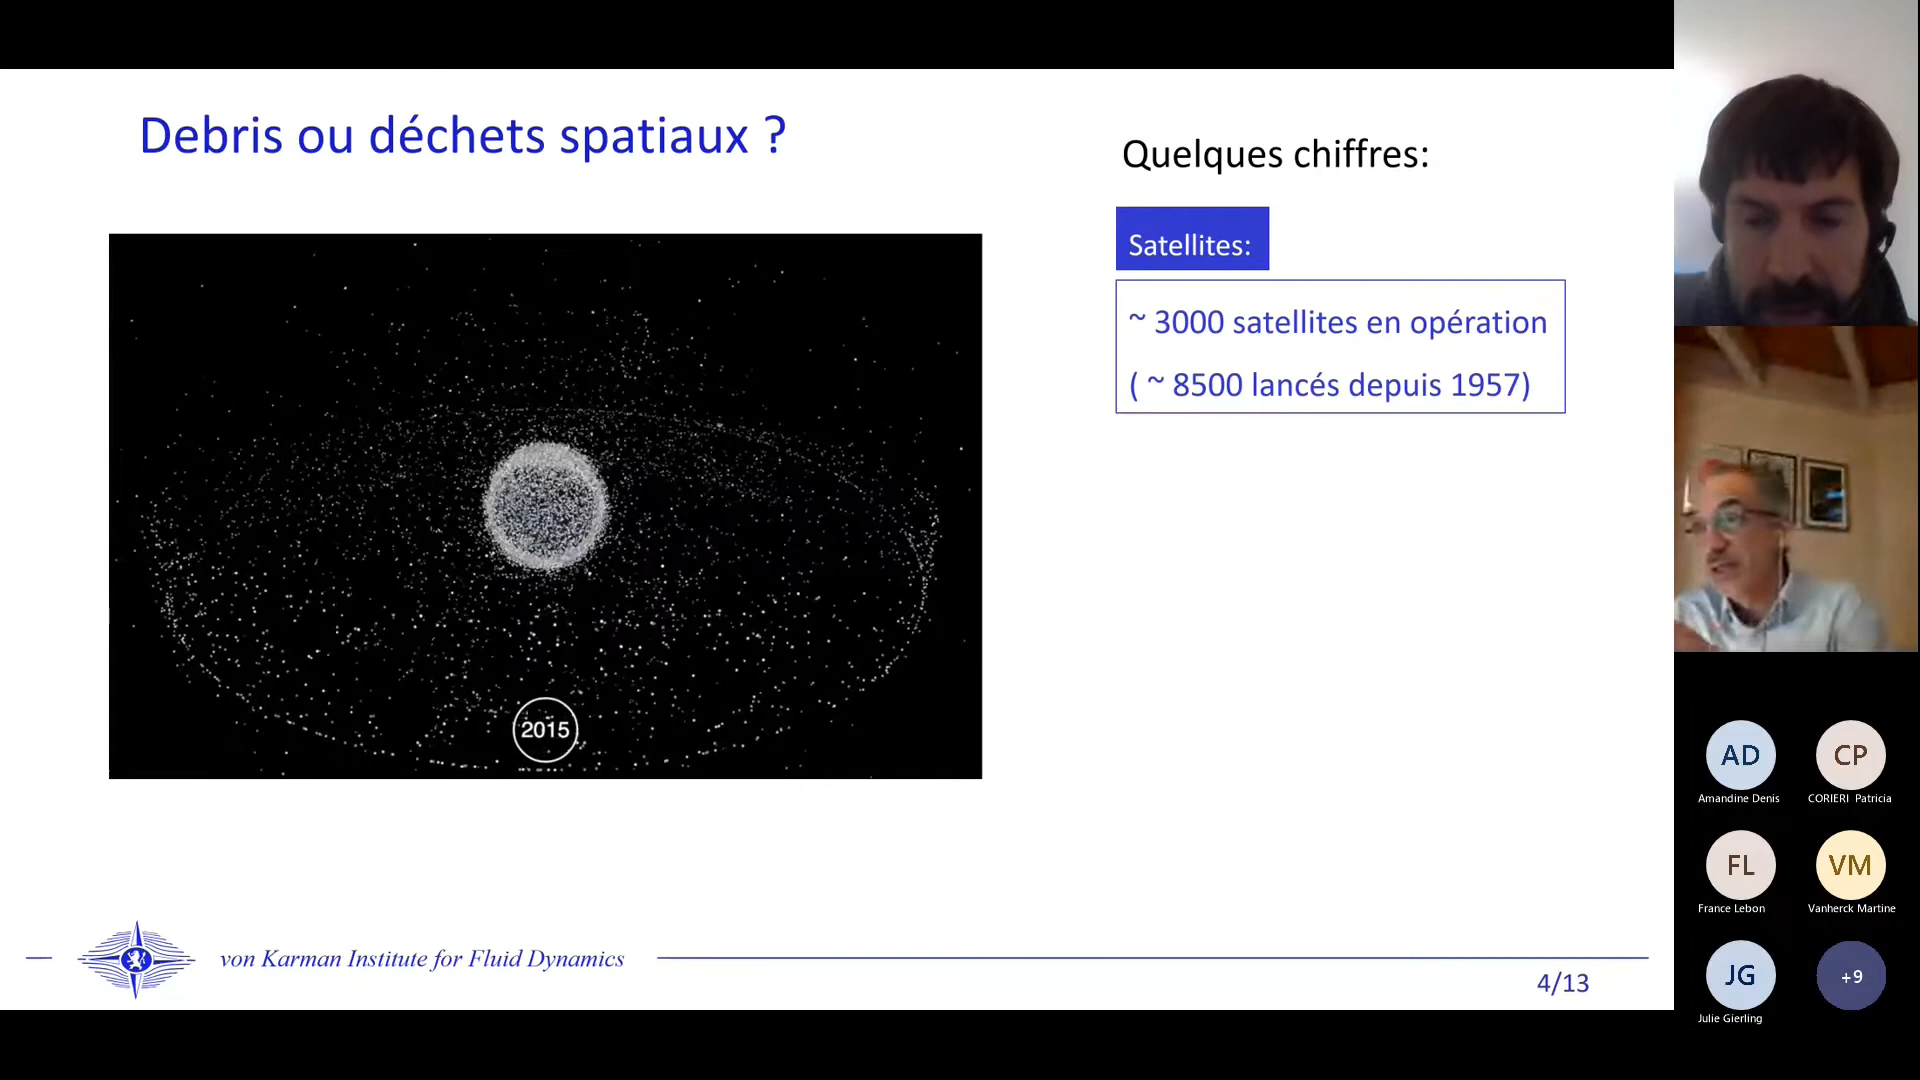 Debris ou déchets spatiaux ?
Quelques chiffres:
Satellites:
~ 3000 satellites en opération
( ~ 8500 lancés depuis 1957)
2015
von Karman Institute for Fluid Dynamics
4/13
AD
Amandine Denis
CP
CORIERI Patricia
FL
France Lebon
VM
Vanherck Martine
JG
Julie Gierling
+9